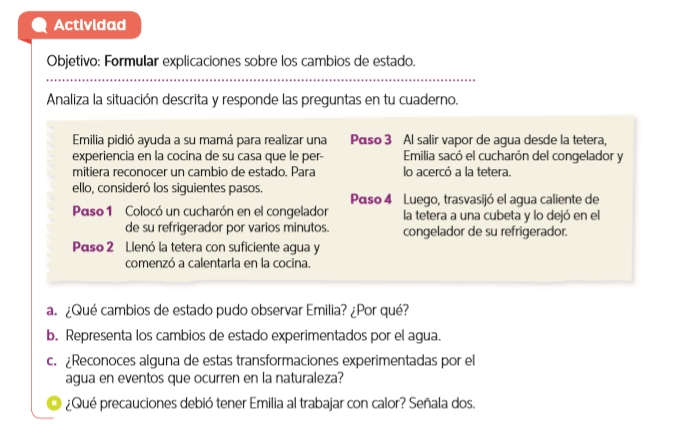 Actividad
Objetivo: Formular explicaciones sobre los cambios de estado.
Analiza la situación descrita y responde las preguntas en tu cuaderno.
Emilia pidió ayuda a su mamá para realizar una
experiencia en la cocina de su casa que le per-
mitiera reconocer un cambio de estado. Para
ello, consideró los siguientes pasos.
Paso 1 Colocó un cucharón en el congelador
de su refrigerador por varios minutos.
Paso 2 Llenó la tetera con suficiente agua y
comenzó a calentarla en la cocina.
Paso 3 Al salir vapor de agua desde la tetera,
Emilia sacó el cucharón del congelador y
lo acercó a la tetera.
Paso 4 Luego, trasvasijó el agua caliente de
la tetera a una cubeta y lo dejó en el
congelador de su refrigerador.
a. ¿Qué cambios de estado pudo observar Emilia? ¿Por qué?
b. Representa los cambios de estado experimentados por el agua.
c. ¿Reconoces alguna de estas transformaciones experimentadas por el
agua en eventos que ocurren en la naturaleza?
¿Qué precauciones debió tener Emilia al trabajar con calor? Señala dos.